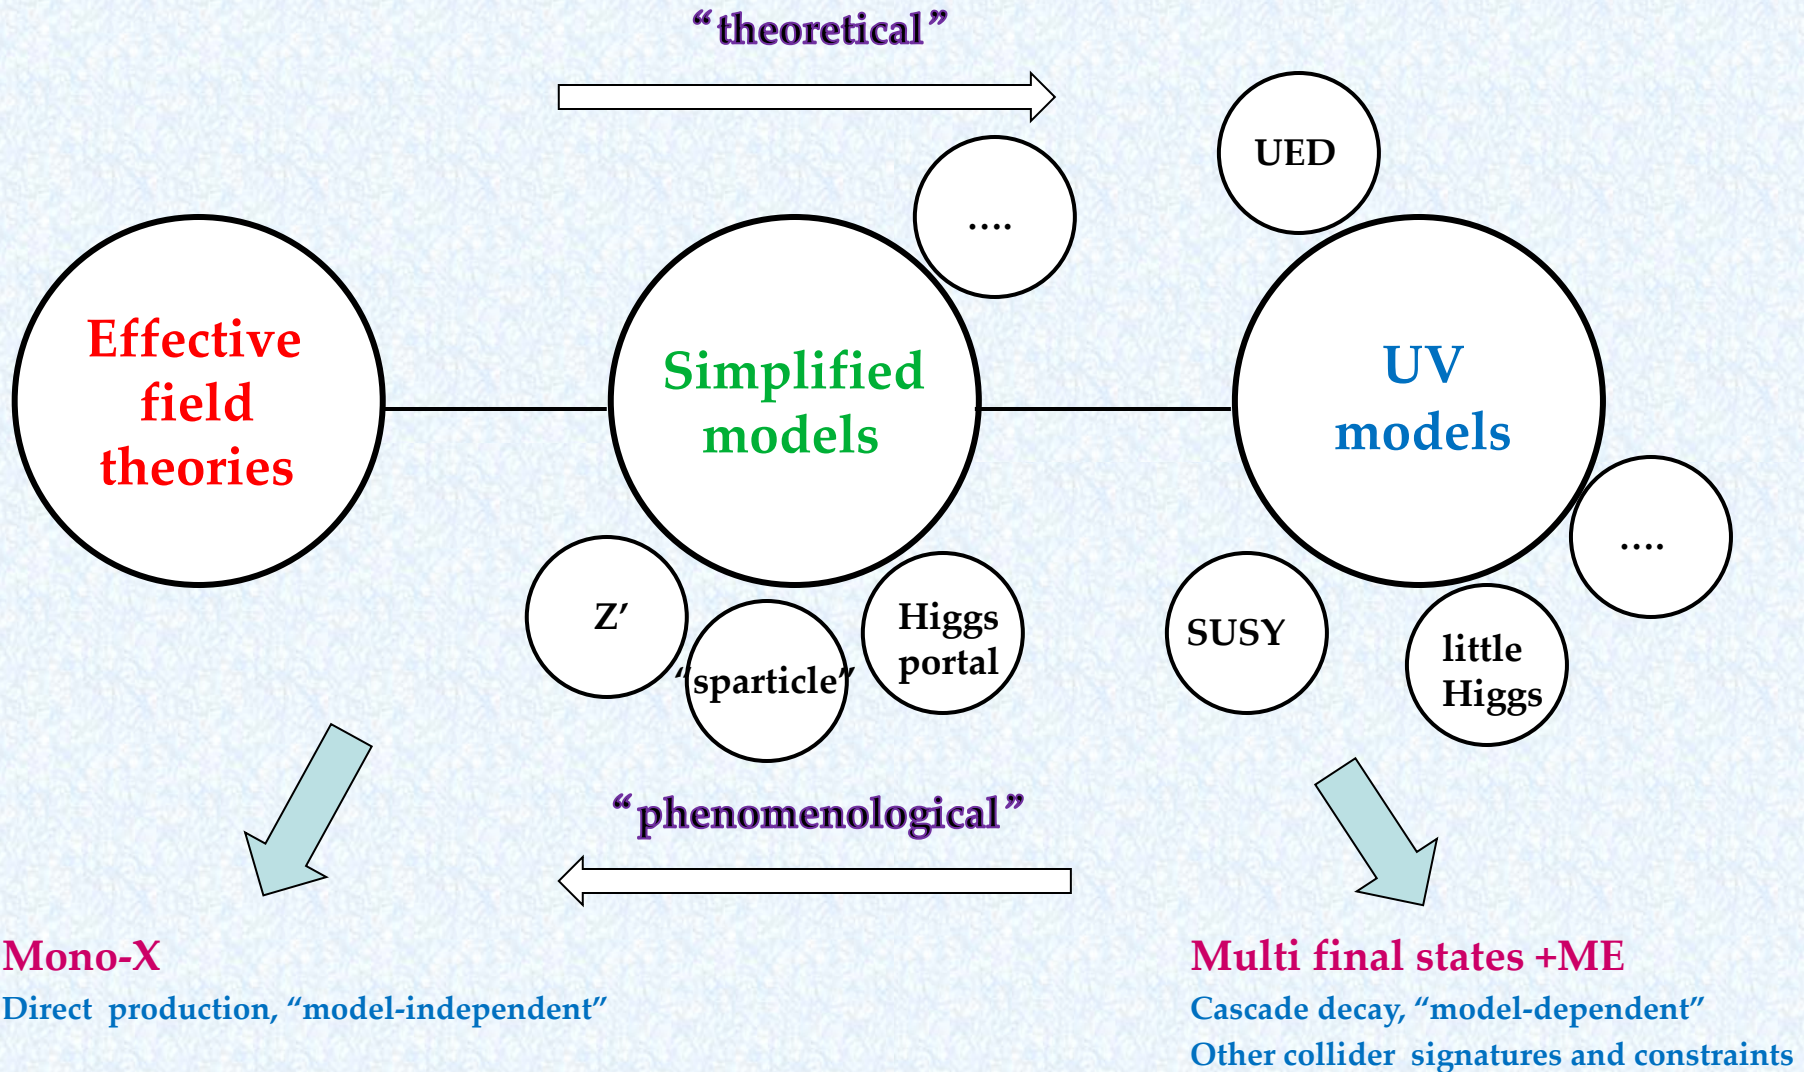 “theoretical”
UED
….
Effective
field
theories
Simplified
models
UV
models
….
Z’
“sparticle”
Higgs
portal
SUSY
little
Higgs
“phenomenological”
Mono-X
Direct production, “model-independent”
Multi final states +ME
Cascade decay, “model-dependent”
Other collider signatures and constraints